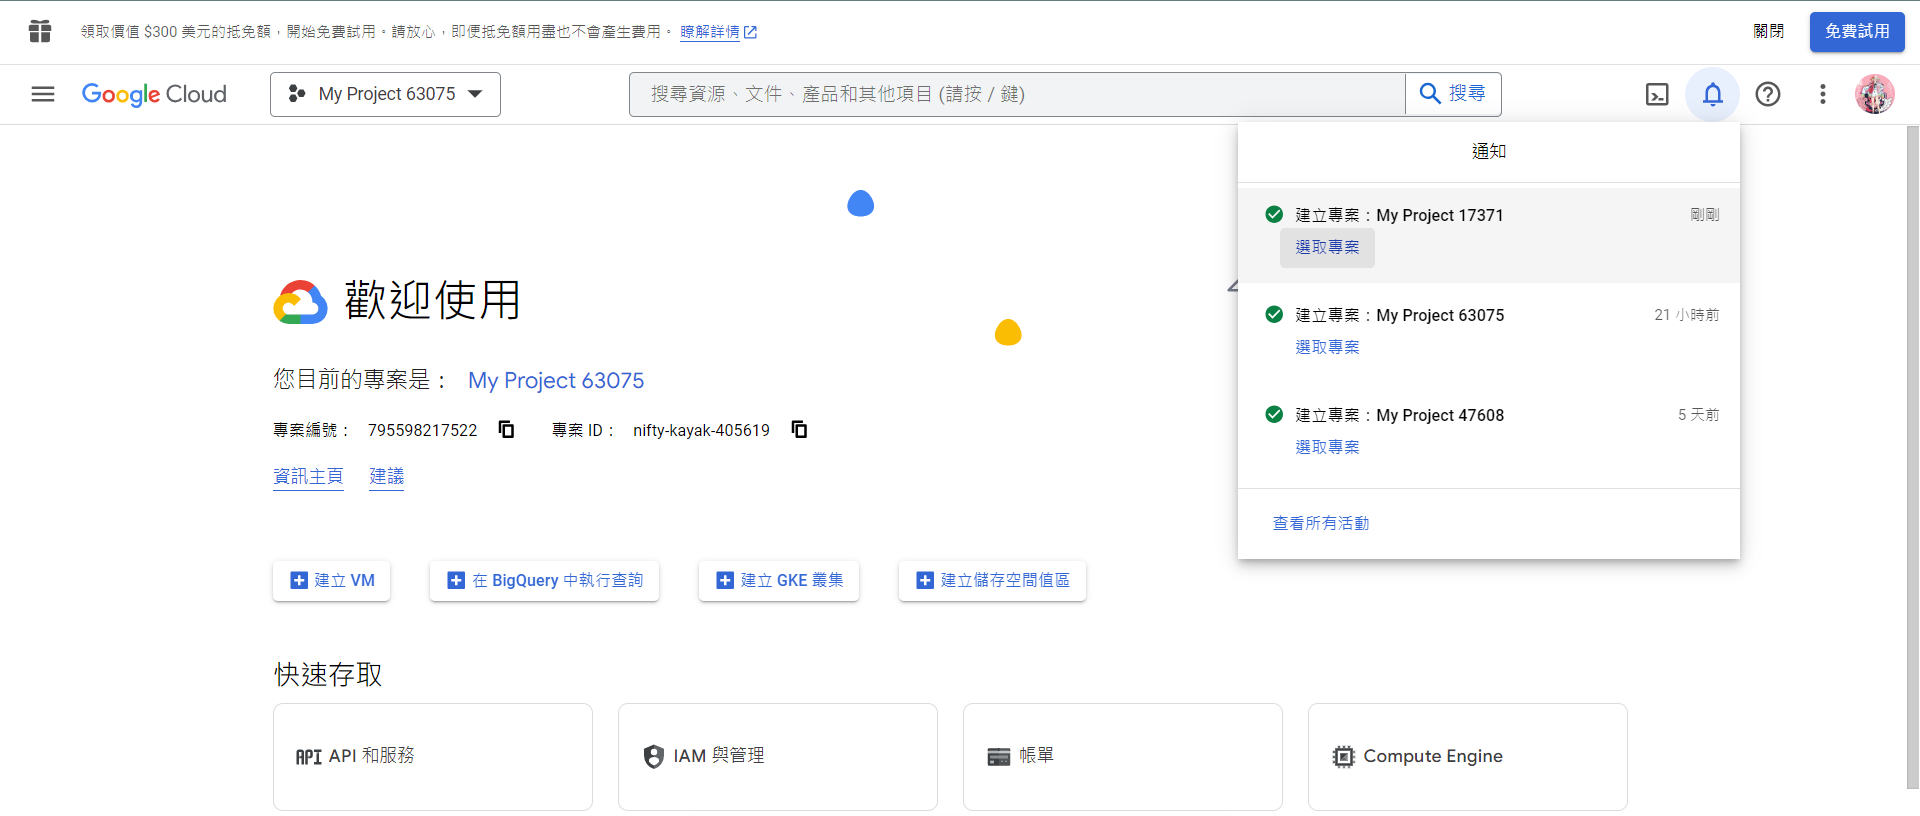 領取價值 $300 美元的抵免額，開始免費試用。請放心，即便抵免額用盡也不會產生費用。 瞭解詳情
關閉
免費試用
Google Cloud
My Project 63075
搜尋資源、文件、產品和其他項目 (請按 / 鍵)
搜尋
通知
建立專案：My Project 17371
剛剛
選取專案
建立專案：My Project 63075
21 小時前
選取專案
建立專案：My Project 47608
5 天前
選取專案
查看所有活動
歡迎使用
您目前的專案是： My Project 63075
專案編號： 795598217522
專案 ID： nifty-kayak-405619
資訊主頁
建議
建立 VM
在 BigQuery 中執行查詢
建立 GKE 叢集
建立儲存空間值區
快速存取
API API 和服務
IAM 與管理
帳單
Compute Engine